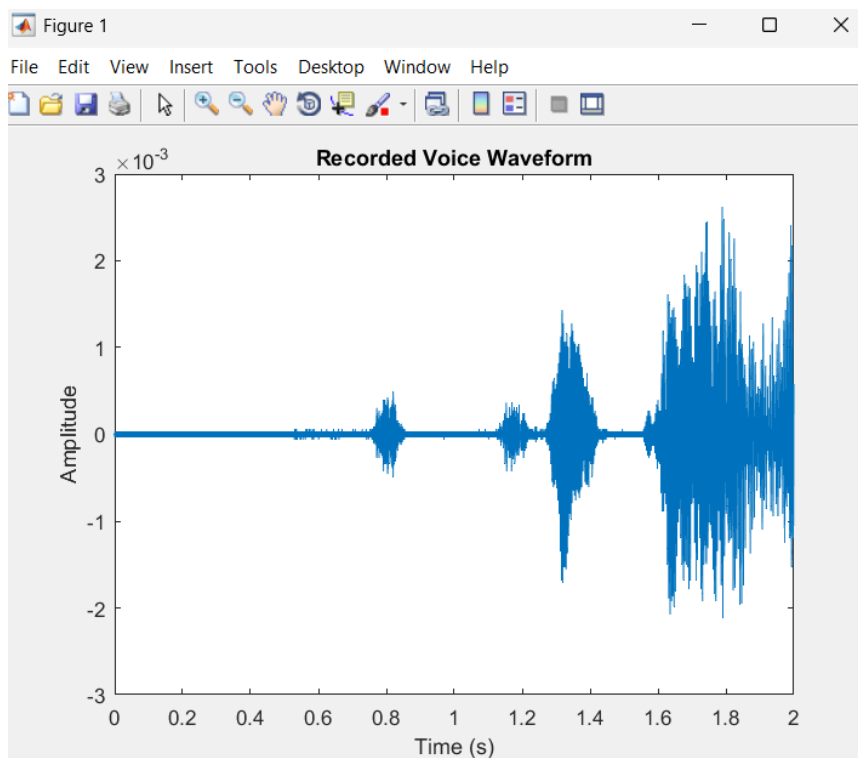 Figure 1
File Edit View Insert Tools Desktop Window Help
×10⁻³
Recorded Voice Waveform
3
2
1
0
-1
-2
-3
Amplitude
0 0.2 0.4 0.6 0.8 1 1.2 1.4 1.6 1.8 2
Time (s)